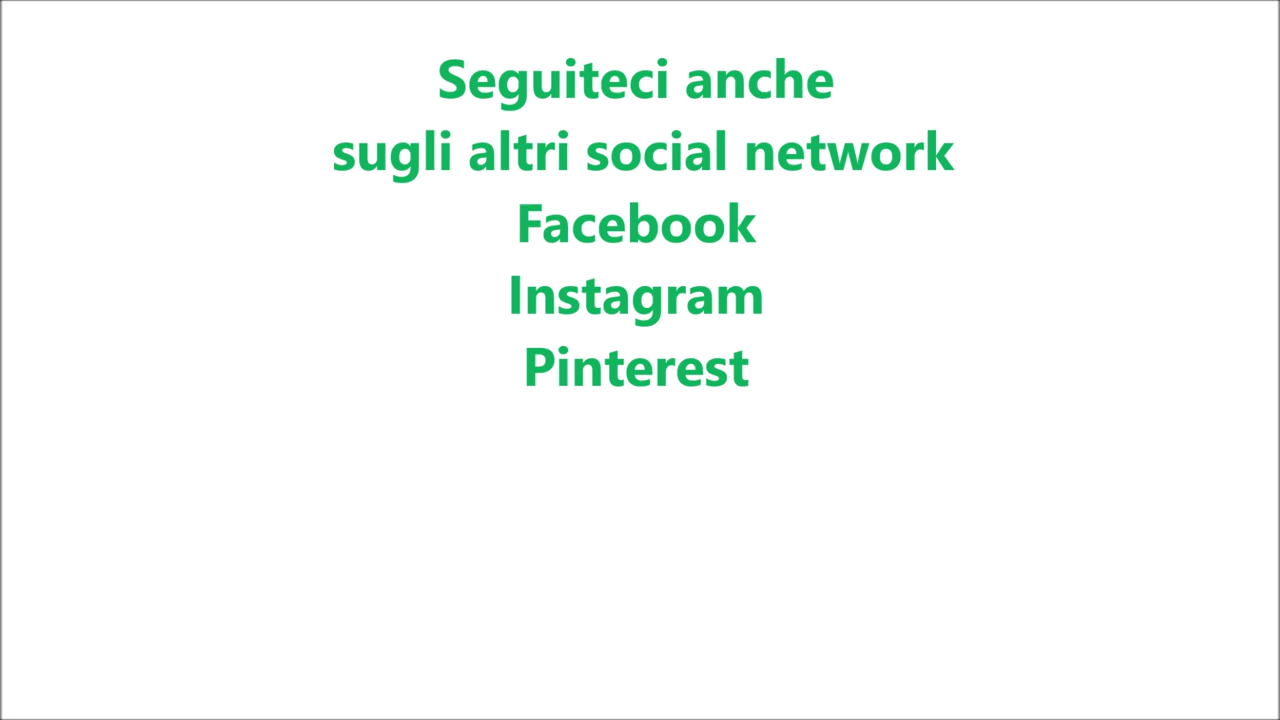 Seguiteci anche
sugli altri social network
Facebook
Instagram
Pinterest